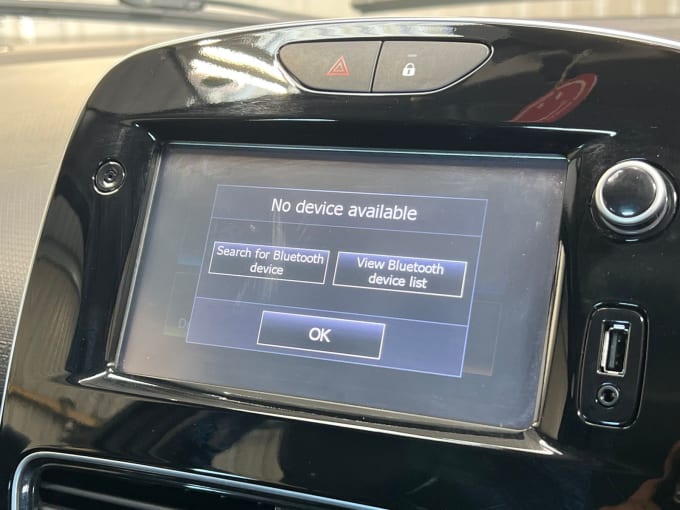 No device available
Search for Bluetooth
device
View Bluetooth
device list
OK